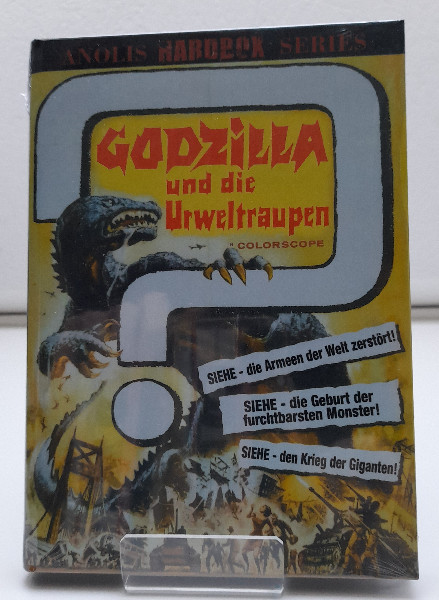 ANOLIS HARDBOX SERIES
GODZILLA
und die
Urweltraupen
" COLORSCOPE
SIEHE - die Armeen der Welt zerstört!
SIEHE - die Geburt der
furchtbarsten Monster!
SIEHE - den Krieg der Giganten!